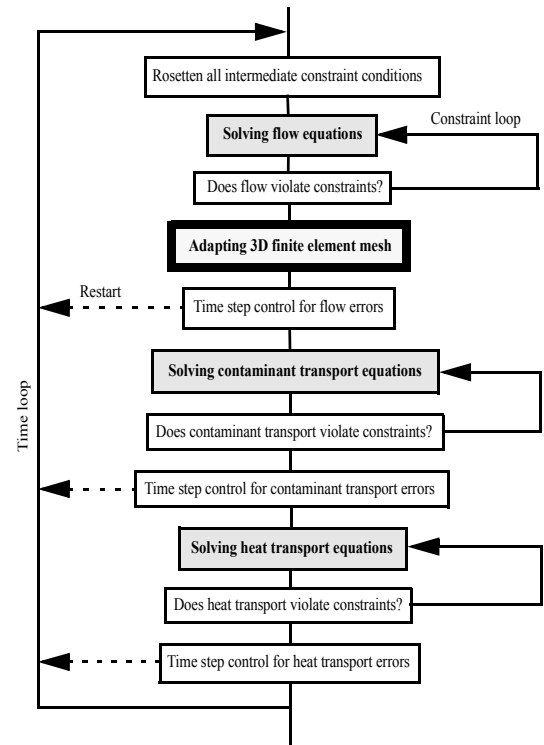 Rosetten all intermediate constraint conditions
Solving flow equations
Constraint loop
Does flow violate constraints?
Adapting 3D finite element mesh
Restart
Time step control for flow errors
Solving contaminant transport equations
Time loop
Does contaminant transport violate constraints?
Time step control for contaminant transport errors
Solving heat transport equations
Does heat transport violate constraints?
Time step control for heat transport errors